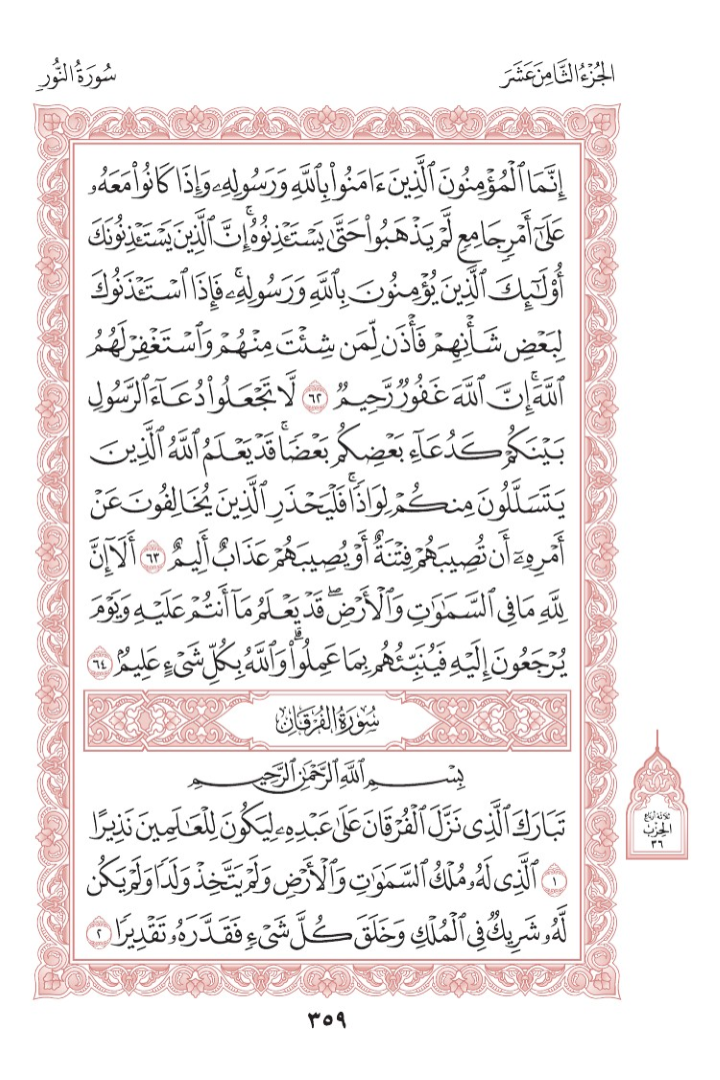 الجُزْءُ الثَّامِنَ عَشَرَ
سُورَةُ النُّورِ
إِنَّمَا ٱلْمُؤْمِنُونَ ٱلَّذِينَ ءَامَنُواْ بِٱللَّهِ وَرَسُولِهِۦ وَإِذَا كَانُواْ مَعَهُۥ
عَلَىٰٓ أَمْرٍ جَامِعٍ لَّمْ يَذْهَبُواْ حَتَّىٰ يَسْتَـْٔذِنُوهُۚ إِنَّ ٱلَّذِينَ يَسْتَـْٔذِنُونَكَ
أُوْلَـٰٓئِكَ ٱلَّذِينَ يُؤْمِنُونَ بِٱللَّهِ وَرَسُولِهِۦۚ فَإِذَا ٱسْتَـْٔذَنُوكَ
لِبَعْضِ شَأْنِهِمْ فَأْذَن لِّمَن شِئْتَ مِنْهُمْ وَٱسْتَغْفِرْ لَهُمُ
ٱللَّهَۚ إِنَّ ٱللَّهَ غَفُورٌ رَّحِيمٌ ٦٢ لَّا تَجْعَلُواْ دُعَآءَ ٱلرَّسُولِ
بَيْنَكُمْ كَدُعَآءِ بَعْضِكُم بَعْضًاۚ قَدْ يَعْلَمُ ٱللَّهُ ٱلَّذِينَ
يَتَسَلَّلُونَ مِنكُمْ لِوَاذًاۚ فَلْيَحْذَرِ ٱلَّذِينَ يُخَالِفُونَ عَنْ
أَمْرِهِۦٓ أَن تُصِيبَهُمْ فِتْنَةٌ أَوْ يُصِيبَهُمْ عَذَابٌ أَلِيمٌ ٦٣ أَلَآ إِنَّ
لِلَّهِ مَا فِى ٱلسَّمَـٰوَٰتِ وَٱلْأَرْضِۖ قَدْ يَعْلَمُ مَآ أَنتُمْ عَلَيْهِ وَيَوْمَ
يُرْجَعُونَ إِلَيْهِ فَيُنَبِّئُهُم بِمَا عَمِلُواْۗ وَٱللَّهُ بِكُلِّ شَىْءٍ عَلِيمٌۢ ٦٤
سُورَةُ الفُرْقَانِ
بِسْمِ ٱللَّهِ ٱلرَّحْمَـٰنِ ٱلرَّحِيمِ
تَبَارَكَ ٱلَّذِى نَزَّلَ ٱلْفُرْقَانَ عَلَىٰ عَبْدِهِۦ لِيَكُونَ لِلْعَـٰلَمِينَ نَذِيرًا
١ ٱلَّذِى لَهُۥ مُلْكُ ٱلسَّمَـٰوَٰتِ وَٱلْأَرْضِ وَلَمْ يَتَّخِذْ وَلَدًا وَلَمْ يَكُن
لَّهُۥ شَرِيكٌ فِى ٱلْمُلْكِ وَخَلَقَ كُلَّ شَىْءٍ فَقَدَّرَهُۥ تَقْدِيرًا ٢
ثلاثة أرباع
الحِزْب
٣٦
٣٥٩